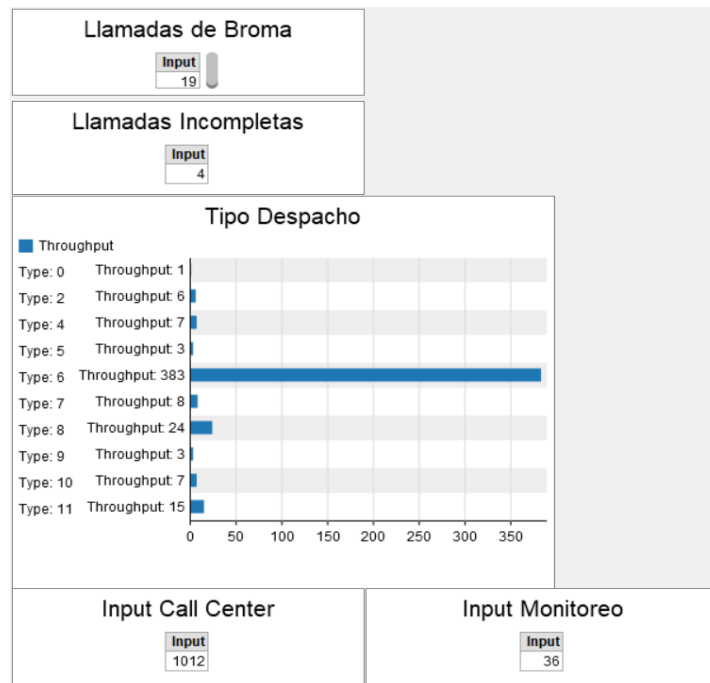 Llamadas de Broma
Input
19
Llamadas Incompletas
Input
4
Tipo Despacho
Throughput
Type: 0 Throughput: 1
Type: 2 Throughput: 6
Type: 4 Throughput: 7
Type: 5 Throughput: 3
Type: 6 Throughput: 383
Type: 7 Throughput: 8
Type: 8 Throughput: 24
Type: 9 Throughput: 3
Type: 10 Throughput: 7
Type: 11 Throughput: 15
0 50 100 150 200 250 300 350
Input Call Center
Input
1012
Input Monitoreo
Input
36